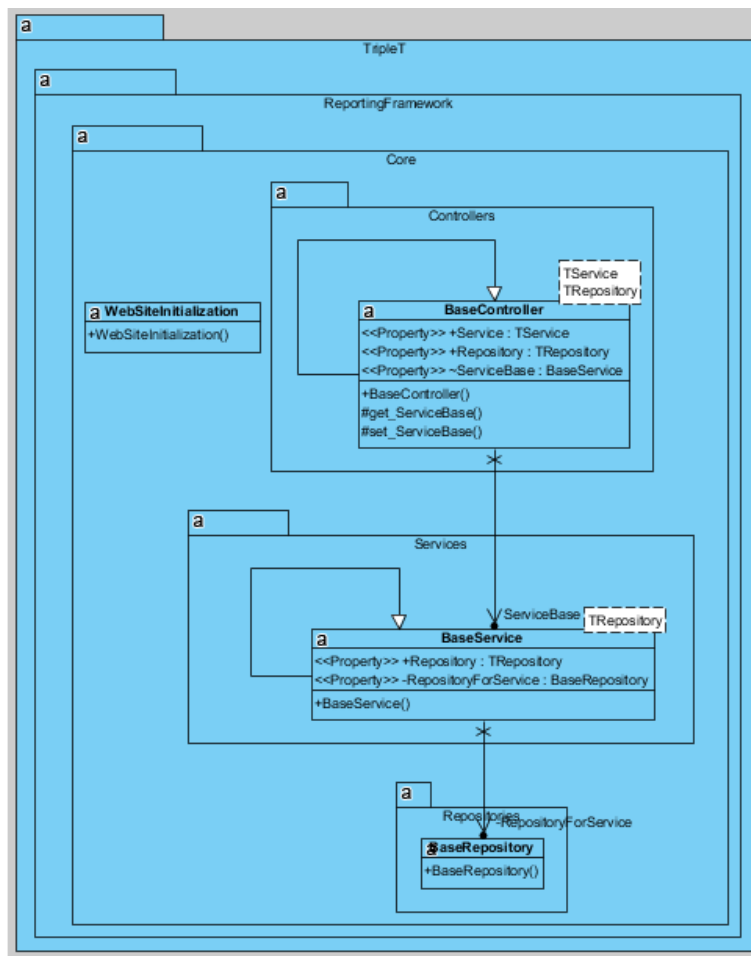 a
TripleT
a
ReportingFramework
a
Core
a
Controllers
TService
TRepository
a BaseController
<<Property>> +Service : TService
<<Property>> +Repository : TRepository
<<Property>> ~ServiceBase : BaseService
+BaseController()
#get_ServiceBase()
#set_ServiceBase()
a WebSiteInitialization
+WebSiteInitialization()
a
Services
ServiceBase
TRepository
a BaseService
<<Property>> +Repository : TRepository
<<Property>> -RepositoryForService : BaseRepository
+BaseService()
a
Repositories
-RepositoryForService
a BaseRepository
+BaseRepository()